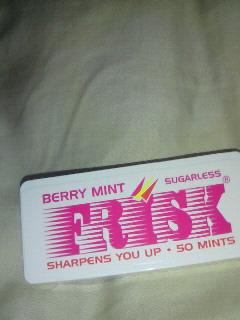 BERRY MINT SUGARLESS
FRISK®
SHARPENS YOU UP • 50 MINTS